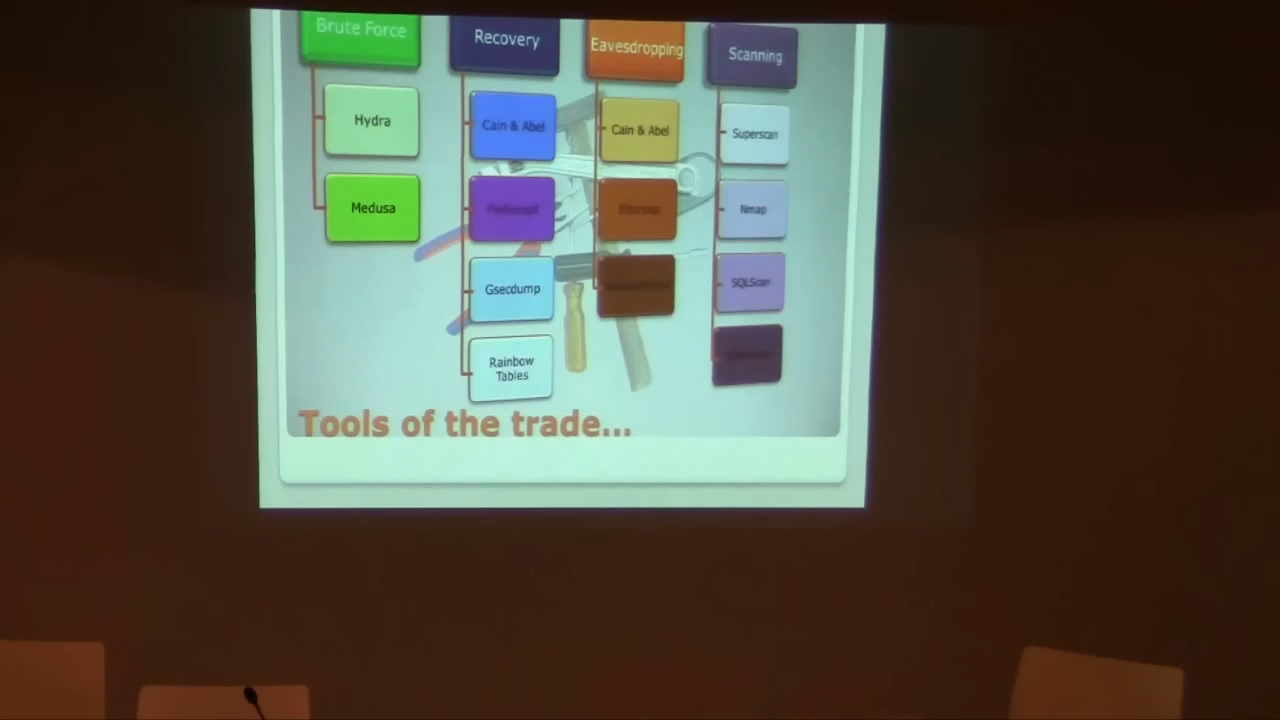 Brute Force
Hydra
Medusa
Recovery
Cain & Abel
Gsecdump
Rainbow
Tables
Eavesdropping
Cain & Abel
Scanning
Superscan
Nmap
SQLScan
Tools of the trade...